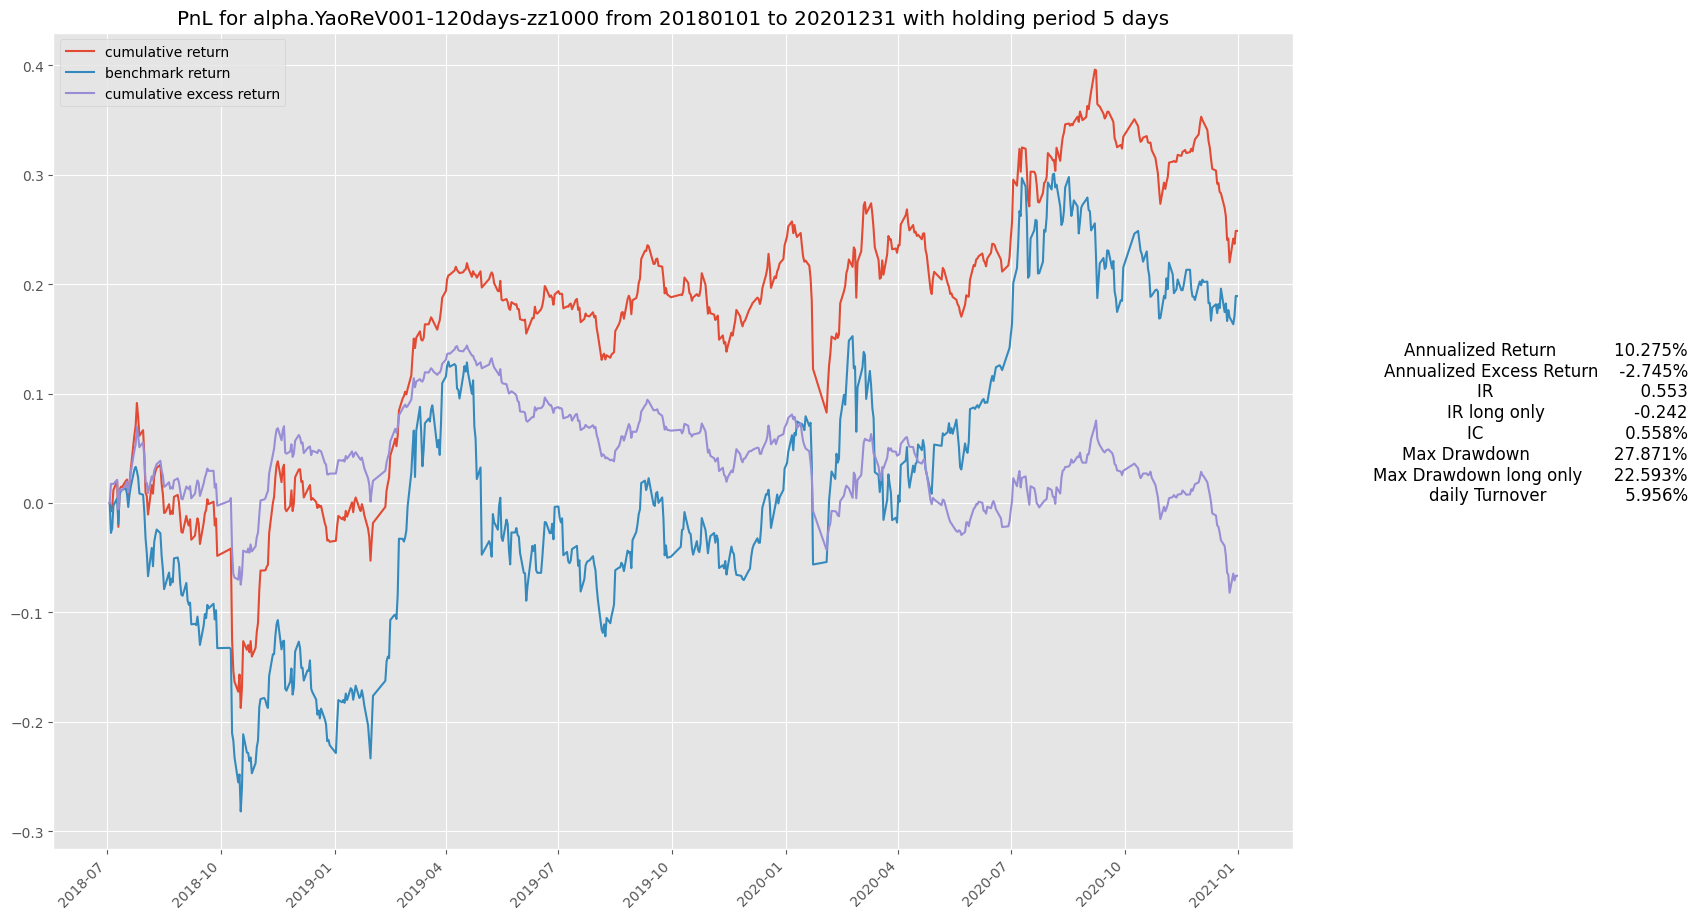 PnL for alpha.YaoReV001-120days-zz1000 from 20180101 to 20201231 with holding period 5 days
cumulative return
benchmark return
cumulative excess return
0.4
0.3
0.2
0.1
0.0
−0.1
−0.2
−0.3
2018-07
2018-10
2019-01
2019-04
2019-07
2019-10
2020-01
2020-04
2020-07
2020-10
2021-01
Annualized Return 10.275%
Annualized Excess Return -2.745%
IR 0.553
IR long only -0.242
IC 0.558%
Max Drawdown 27.871%
Max Drawdown long only 22.593%
daily Turnover 5.956%